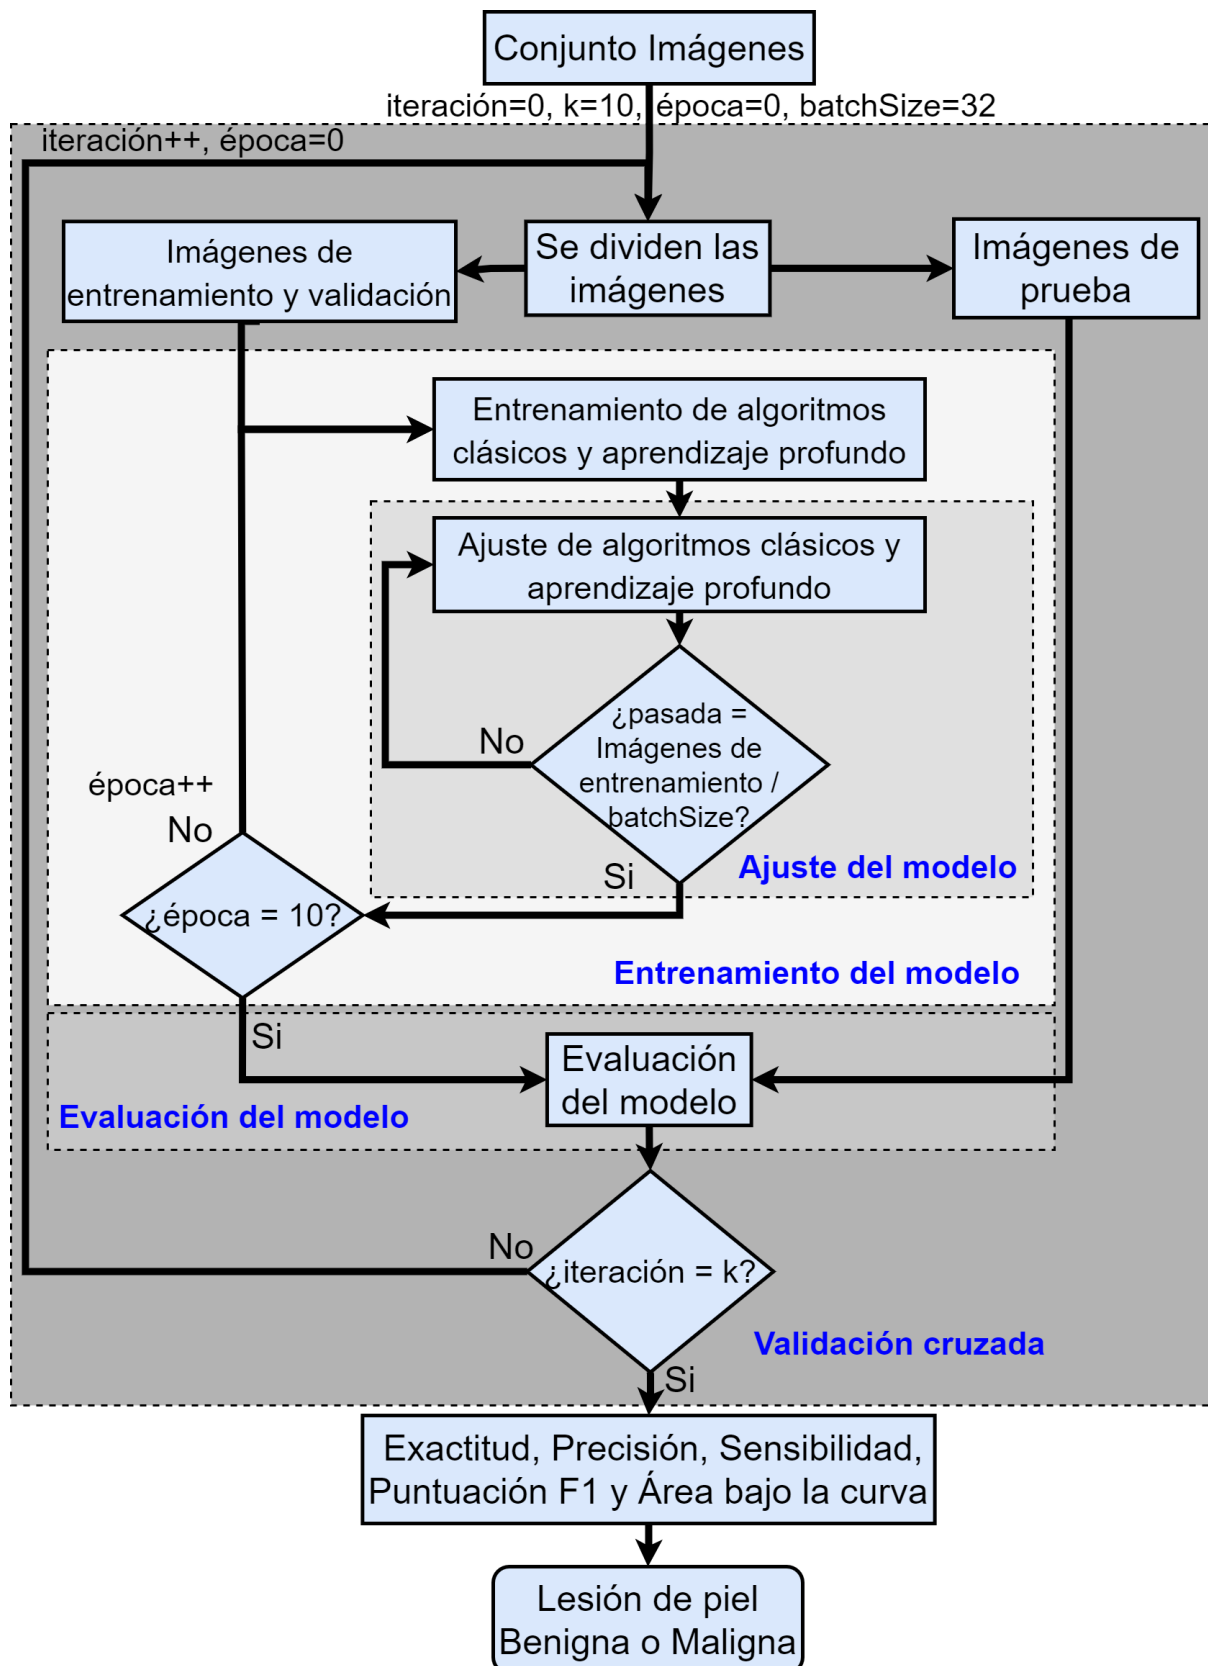 Conjunto Imágenes
iteración=0, k=10, época=0, batchSize=32
iteración++, época=0
Se dividen las
imágenes
Imágenes de
entrenamiento y validación
Imágenes de
prueba
Entrenamiento de algoritmos
clásicos y aprendizaje profundo
Ajuste de algoritmos clásicos y
aprendizaje profundo
¿pasada =
Imágenes de
entrenamiento /
batchSize?
No
Si
Ajuste del modelo
época++
No
¿época = 10?
Entrenamiento del modelo
Si
Evaluación
del modelo
Evaluación del modelo
No
¿iteración = k?
Validación cruzada
Si
Exactitud, Precisión, Sensibilidad,
Puntuación F1 y Área bajo la curva
Lesión de piel
Benigna o Maligna